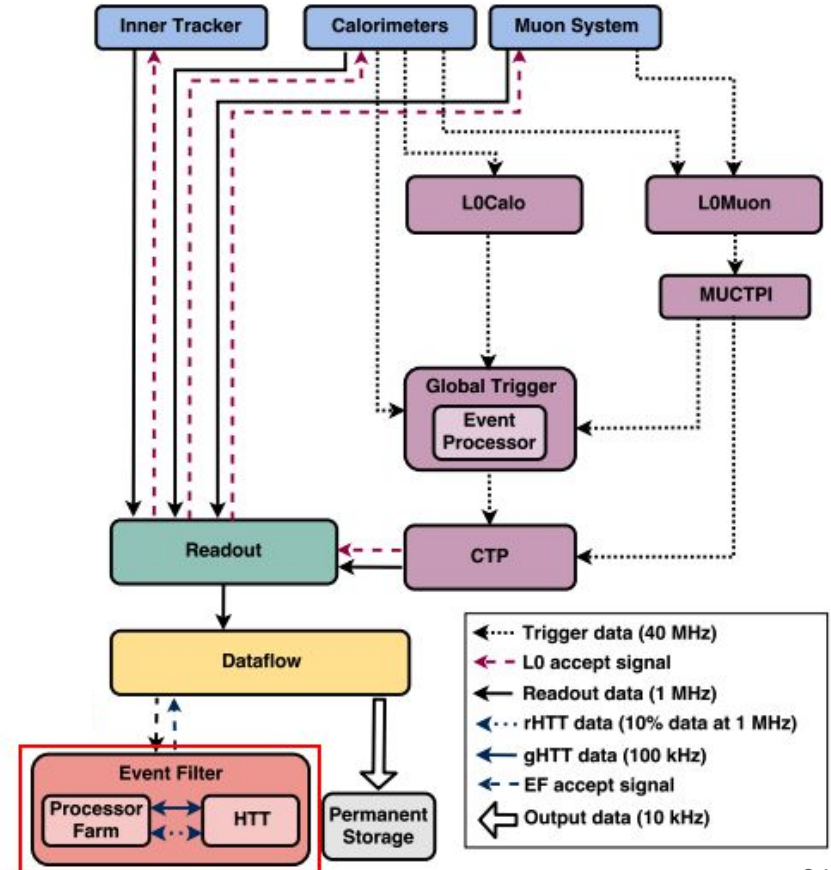 Inner Tracker
Calorimeters
Muon System
L0Calo
L0Muon
MUCTPI
Global Trigger
Event
Processor
Readout
CTP
Dataflow
Event Filter
Processor
Farm
HTT
Permanent
Storage
Trigger data (40 MHz)
L0 accept signal
Readout data (1 MHz)
rHTT data (10% data at 1 MHz)
gHTT data (100 kHz)
EF accept signal
Output data (10 kHz)